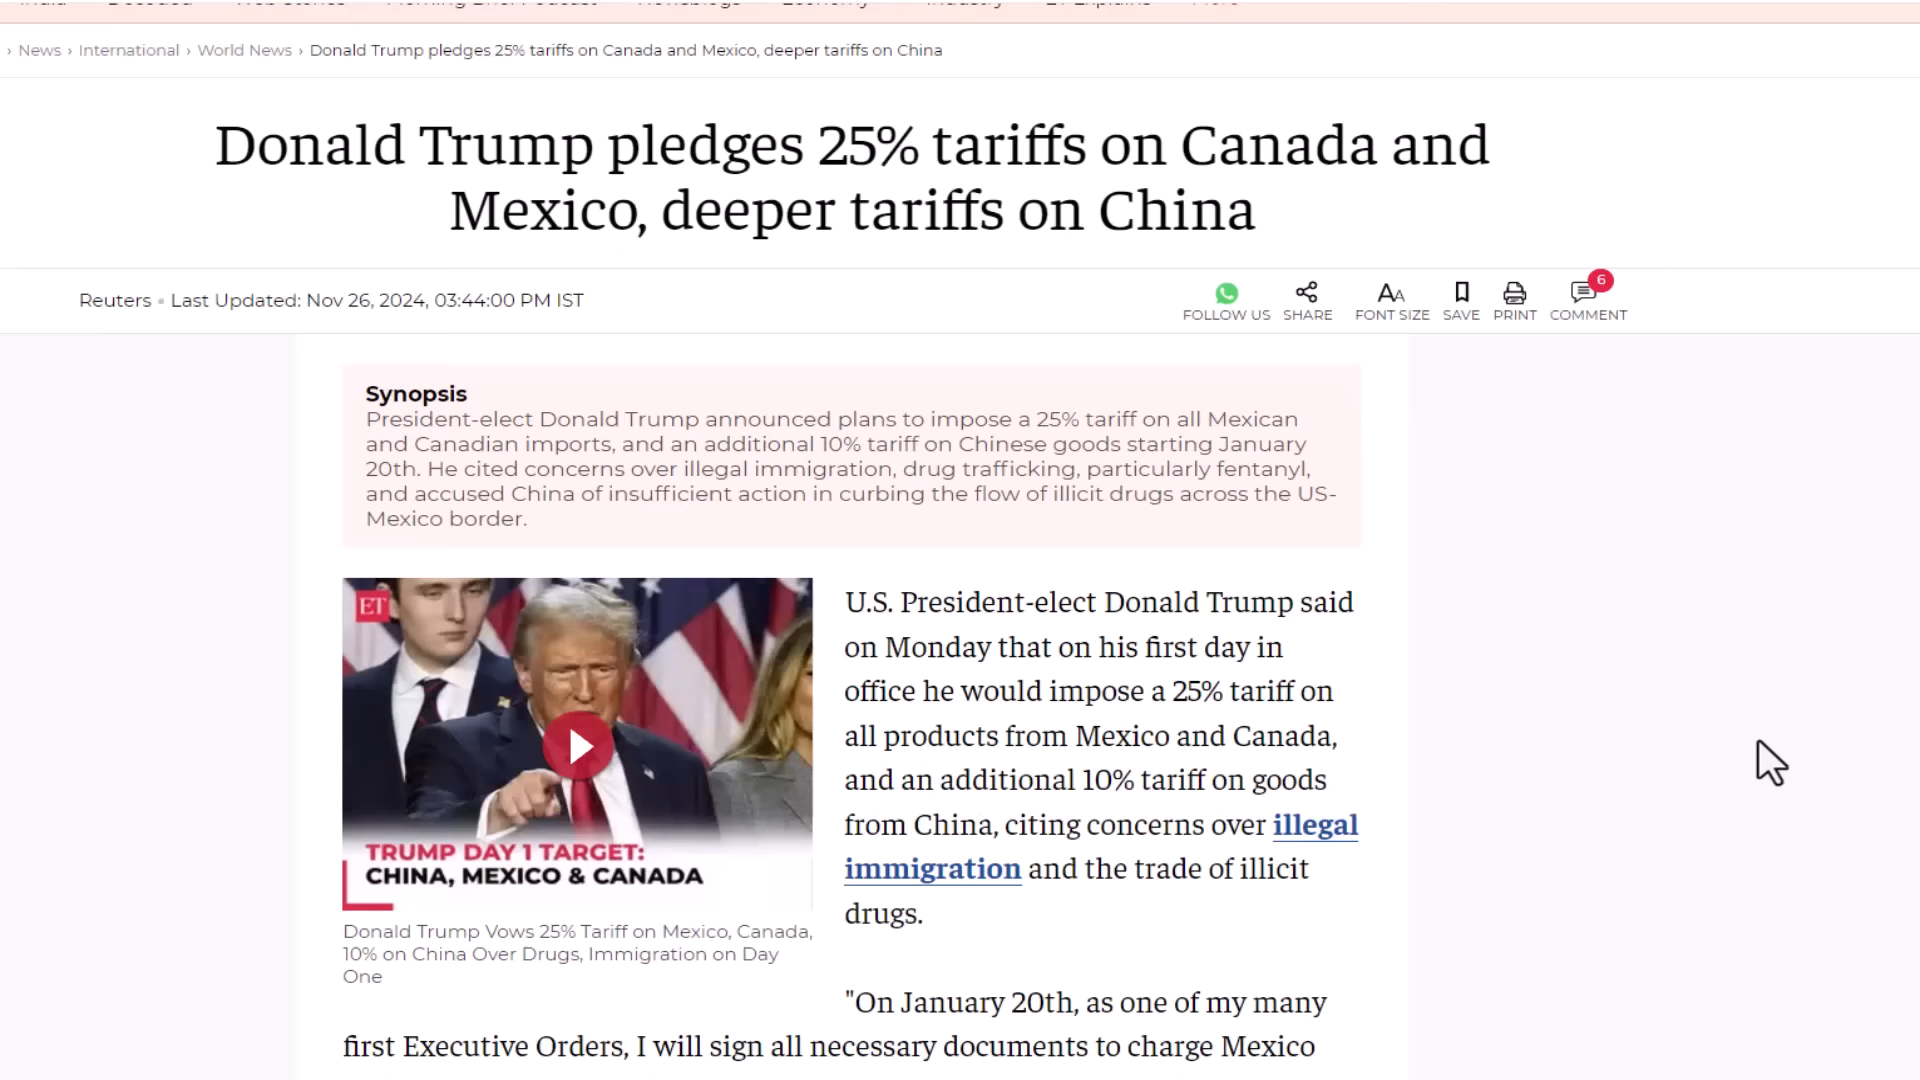 › News › International › World News › Donald Trump pledges 25% tariffs on Canada and Mexico, deeper tariffs on China
Donald Trump pledges 25% tariffs on Canada and
Mexico, deeper tariffs on China
Reuters • Last Updated: Nov 26, 2024, 03:44:00 PM IST
6
FOLLOW US SHARE FONT SIZE SAVE PRINT COMMENT
Synopsis
President-elect Donald Trump announced plans to impose a 25% tariff on all Mexican
and Canadian imports, and an additional 10% tariff on Chinese goods starting January
20th. He cited concerns over illegal immigration, drug trafficking, particularly fentanyl,
and accused China of insufficient action in curbing the flow of illicit drugs across the US-
Mexico border.
ET
TRUMP DAY 1 TARGET:
CHINA, MEXICO & CANADA
Donald Trump Vows 25% Tariff on Mexico, Canada,
10% on China Over Drugs, Immigration on Day
One
U.S. President-elect Donald Trump said
on Monday that on his first day in
office he would impose a 25% tariff on
all products from Mexico and Canada,
and an additional 10% tariff on goods
from China, citing concerns over illegal
immigration and the trade of illicit
drugs.
"On January 20th, as one of my many
first Executive Orders, I will sign all necessary documents to charge Mexico